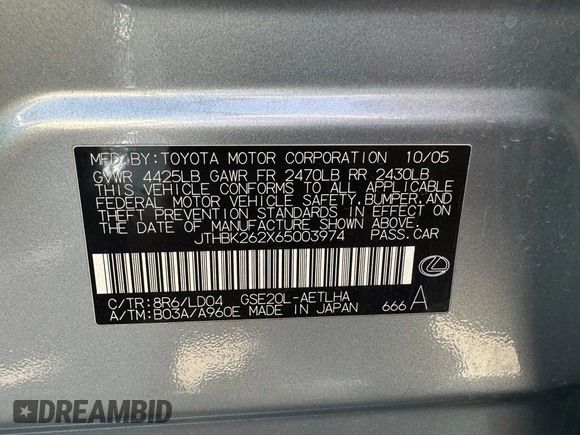 MFD. BY: TOYOTA MOTOR CORPORATION 10/05
GVWR 4425LB GAWR FR 2470LB RR 2430LB
THIS VEHICLE CONFORMS TO ALL APPLICABLE
FEDERAL MOTOR VEHICLE SAFETY, BUMPER, AND
THEFT PREVENTION STANDARDS IN EFFECT ON
THE DATE OF MANUFACTURE SHOWN ABOVE.
JTHBK262X65003974 PASS. CAR
C/TR: 8R6/LD04 GSE20L-AETLHA
A/TM: B03A/A960E MADE IN JAPAN 666 A
DREAMBID